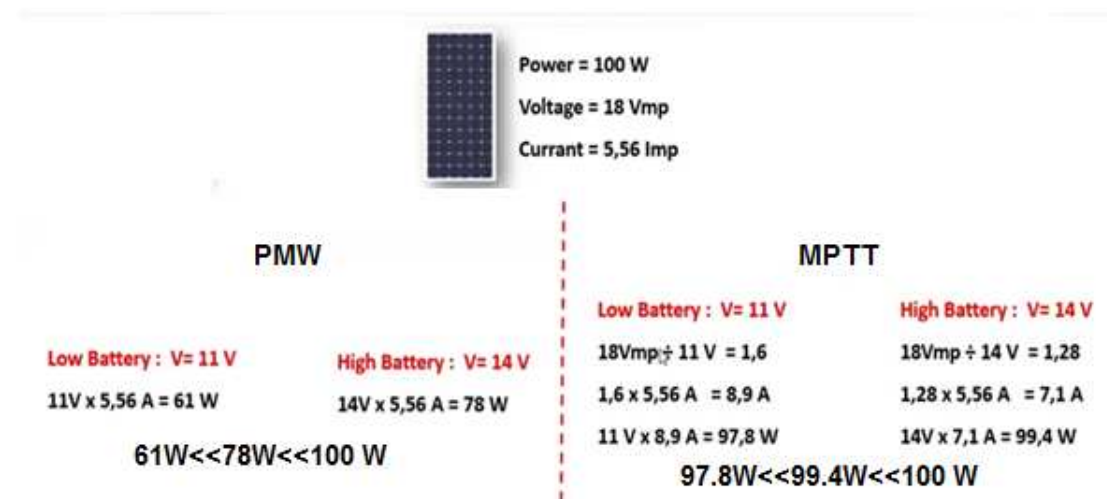 Power = 100 W
Voltage = 18 Vmp
Currant = 5,56 Imp
PMW
Low Battery : V= 11 V
11V x 5,56 A = 61 W
High Battery : V= 14 V
14V x 5,56 A = 78 W
61W<<78W<<100 W
MPTT
Low Battery : V= 11 V
18Vmp ÷ 11 V = 1,6
1,6 x 5,56 A = 8,9 A
11 V x 8,9 A = 97,8 W
High Battery : V= 14 V
18Vmp ÷ 14 V = 1,28
1,28 x 5,56 A = 7,1 A
14V x 7,1 A = 99,4 W
97.8W<<99.4W<<100 W